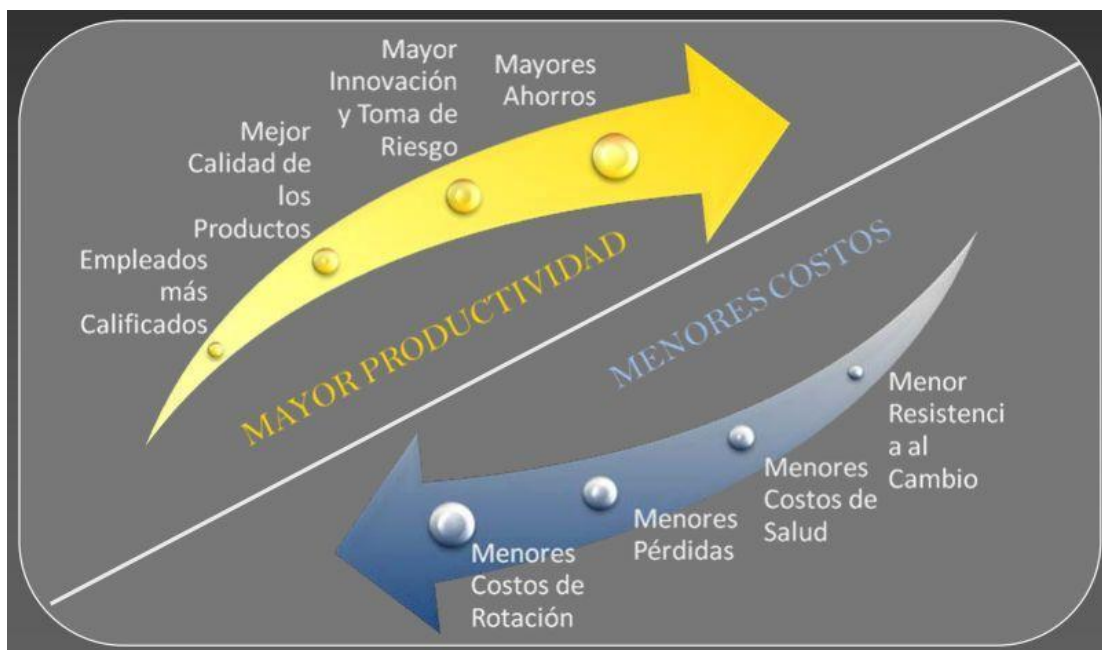 Mayor
Innovación
y Toma de
Riesgo
Mayores
Ahorros
Mejor
Calidad de
los
Productos
Empleados
más
Calificados
MAYOR PRODUCTIVIDAD
MENORES COSTOS
Menor
Resistenci
a al
Cambio
Menores
Costos de
Salud
Menores
Pérdidas
Menores
Costos de
Rotación